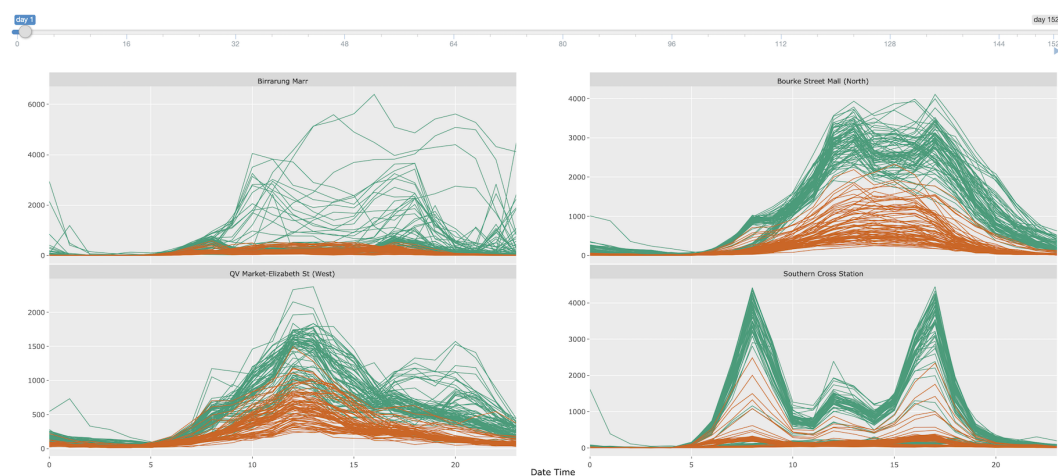 day 1
day 152
0 16 32 48 64 80 96 112 128 144 152
Birrarung Marr
6000
4000
2000
0
Bourke Street Mall (North)
4000
3000
2000
1000
0
QV Market-Elizabeth St (West)
2000
1500
1000
500
0
0 5 10 15 20
Southern Cross Station
4000
3000
2000
1000
0
0 5 10 15 20
Date Time